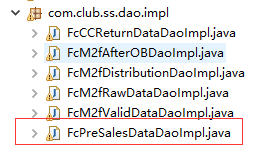 com.club.ss.dao.impl
FcCCReturnDataDaoImpl.java
FcM2fAfterOBDaoImpl.java
FcM2fDistributionDaoImpl.java
FcM2fRawDataDaoImpl.java
FcM2fValidDataDaoImpl.java
FcPreSalesDataDaoImpl.java